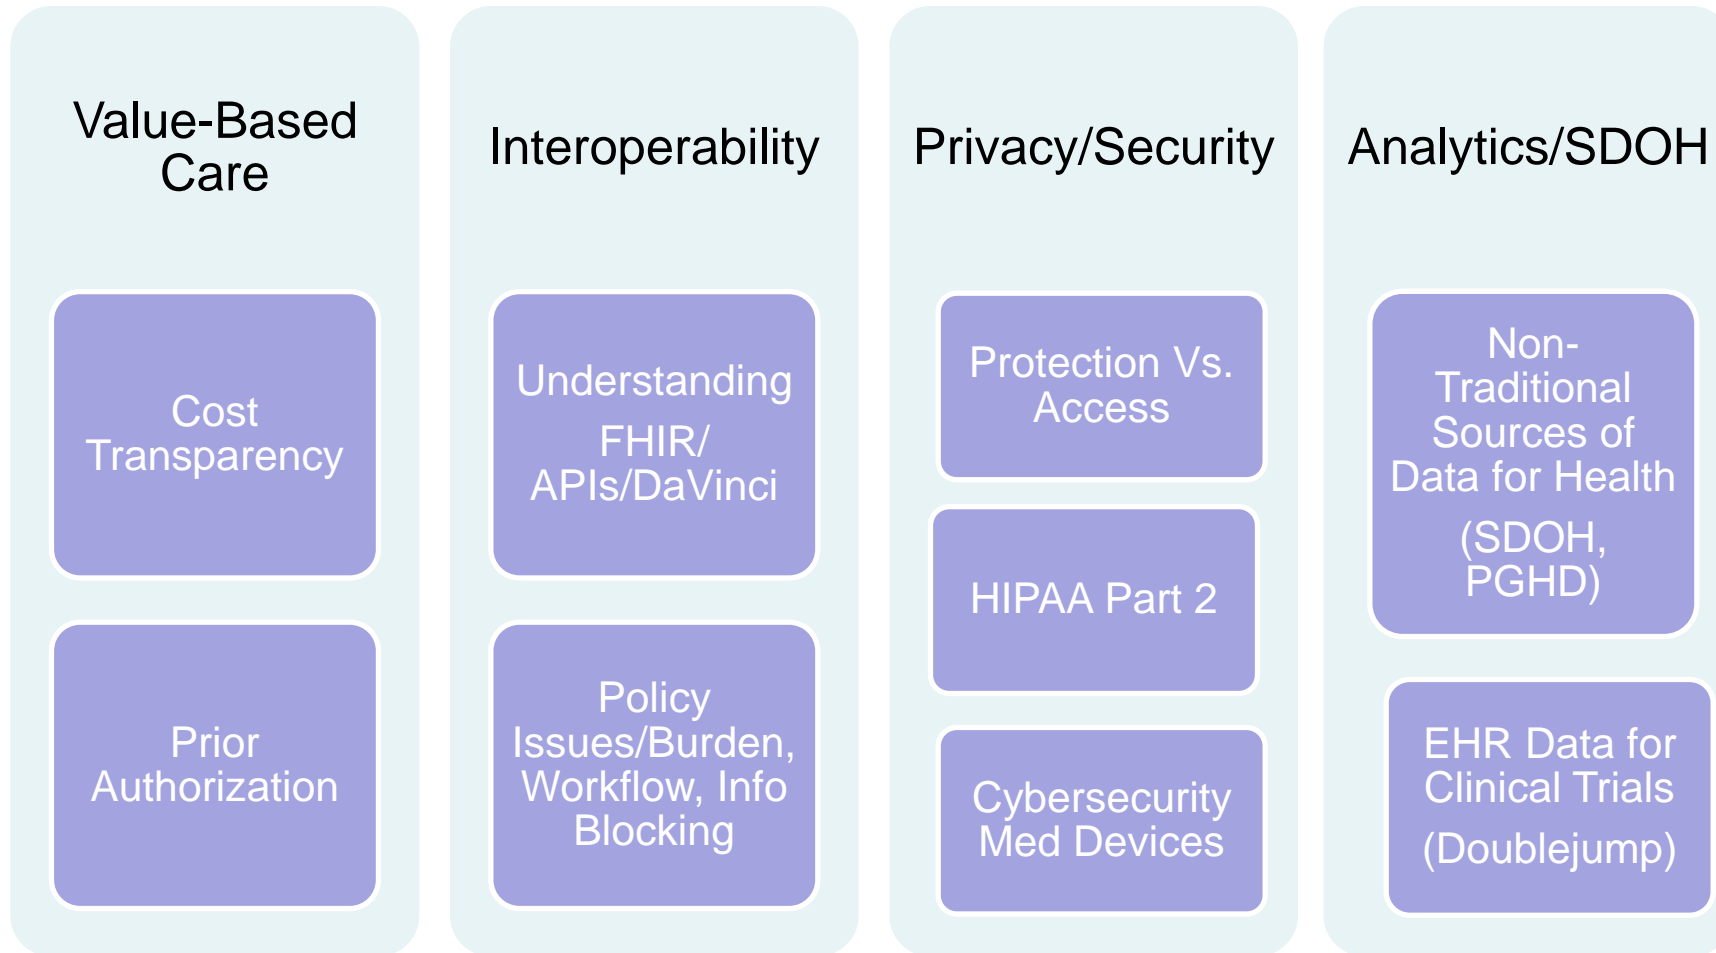 Value-Based
Care
Cost
Transparency
Prior
Authorization
Interoperability
Understanding
FHIR/
APIs/DaVinci
Policy
Issues/Burden,
Workflow, Info
Blocking
Privacy/Security
Protection Vs.
Access
HIPAA Part 2
Cybersecurity
Med Devices
Analytics/SDOH
Non-
Traditional
Sources of
Data for Health
(SDOH,
PGHD)
EHR Data for
Clinical Trials
(Doublejump)